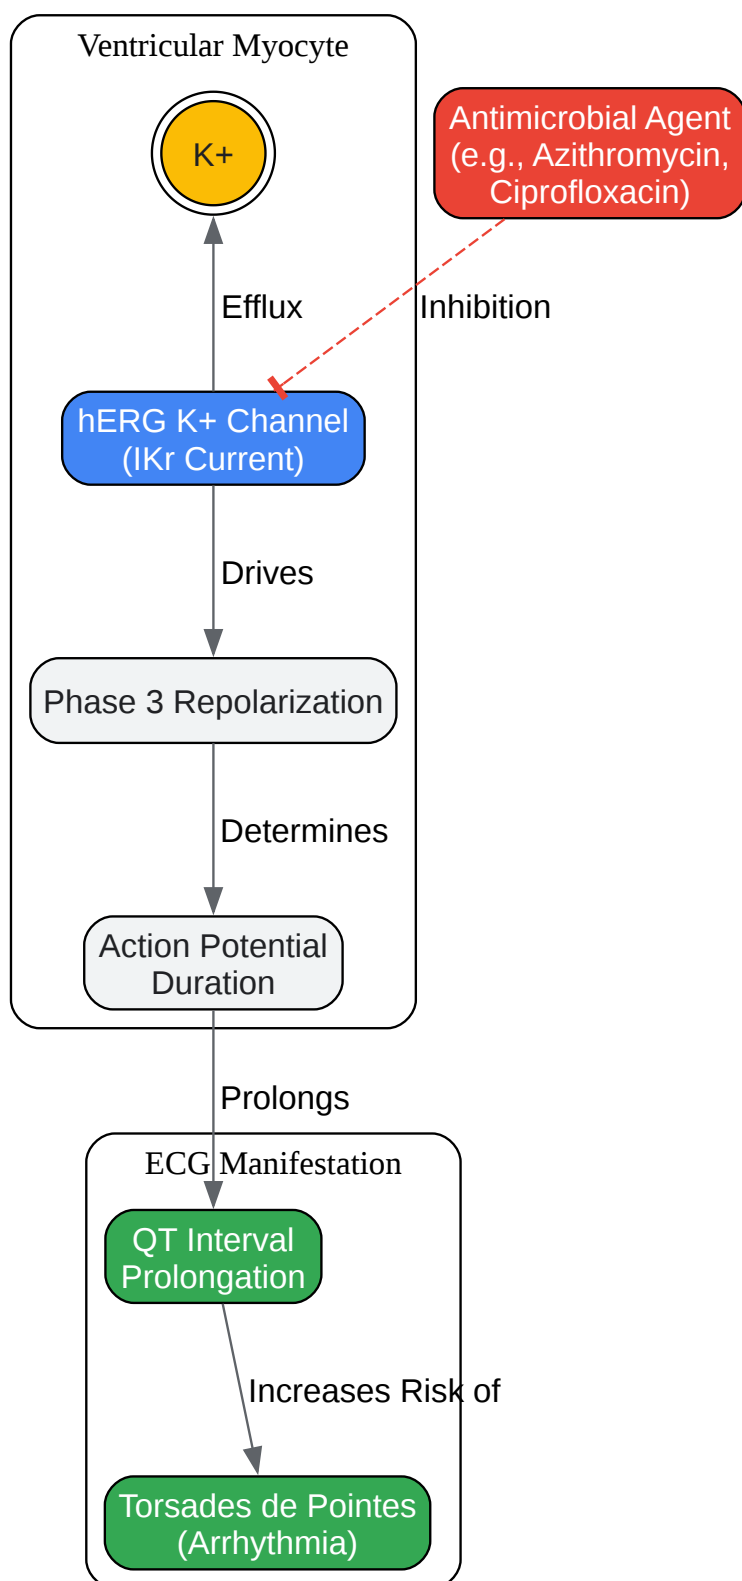 Ventricular Myocyte
K+
Antimicrobial Agent
(e.g., Azithromycin,
Ciprofloxacin)
Efflux
Inhibition
hERG K+ Channel
(IKr Current)
Drives
Phase 3 Repolarization
Determines
Action Potential
Duration
Prolongs
ECG Manifestation
QT Interval
Prolongation
Increases Risk of
Torsades de Pointes
(Arrhythmia)